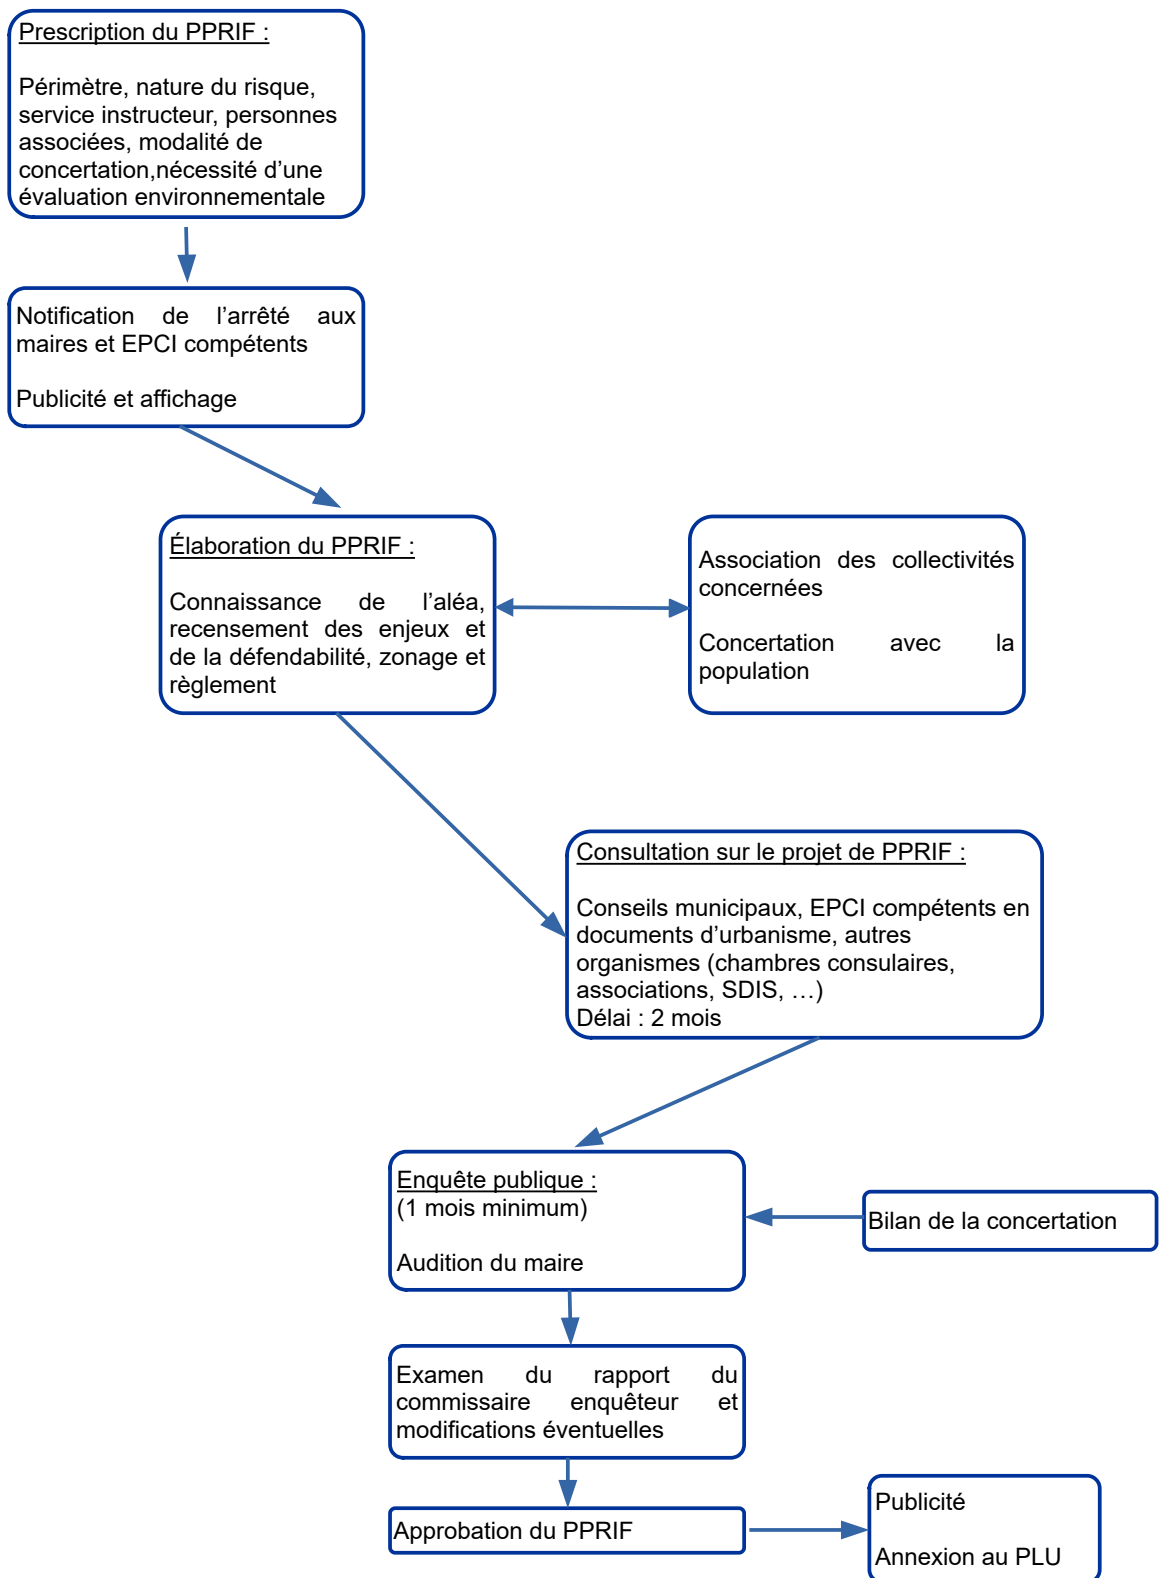 Prescription du PPRIF :
Périmètre, nature du risque,
service instructeur, personnes
associées, modalité de
concertation,nécessité d’une
évaluation environnementale
Notification de l’arrêté aux
maires et EPCI compétents
Publicité et affichage
Élaboration du PPRIF :
Connaissance de l’aléa,
recensement des enjeux et
de la défendabilité, zonage et
règlement
Association des collectivités
concernées
Concertation avec la
population
Consultation sur le projet de PPRIF :
Conseils municipaux, EPCI compétents en
documents d’urbanisme, autres
organismes (chambres consulaires,
associations, SDIS, …)
Délai : 2 mois
Enquête publique :
(1 mois minimum)
Audition du maire
Bilan de la concertation
Examen du rapport du
commissaire enquêteur et
modifications éventuelles
Approbation du PPRIF
Publicité
Annexion au PLU